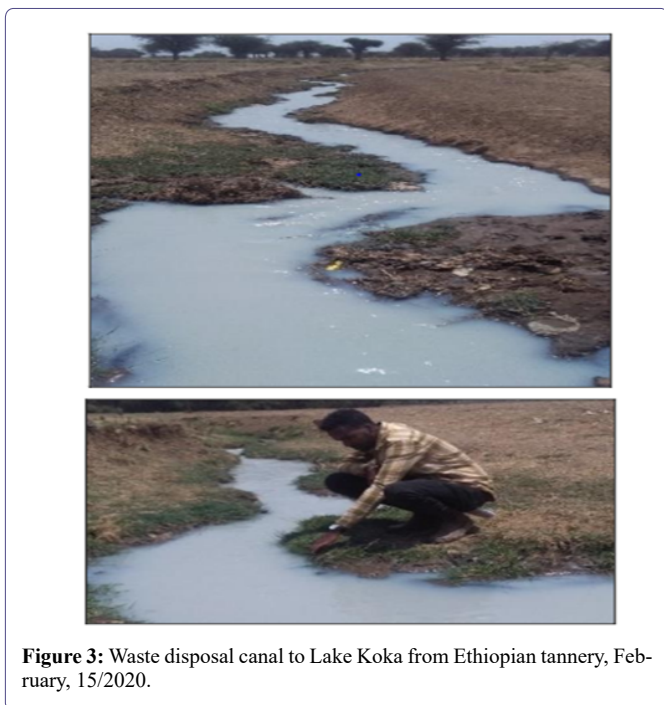 Figure 3: Waste disposal canal to Lake Koka from Ethiopian tannery, Feb-
ruary, 15/2020.